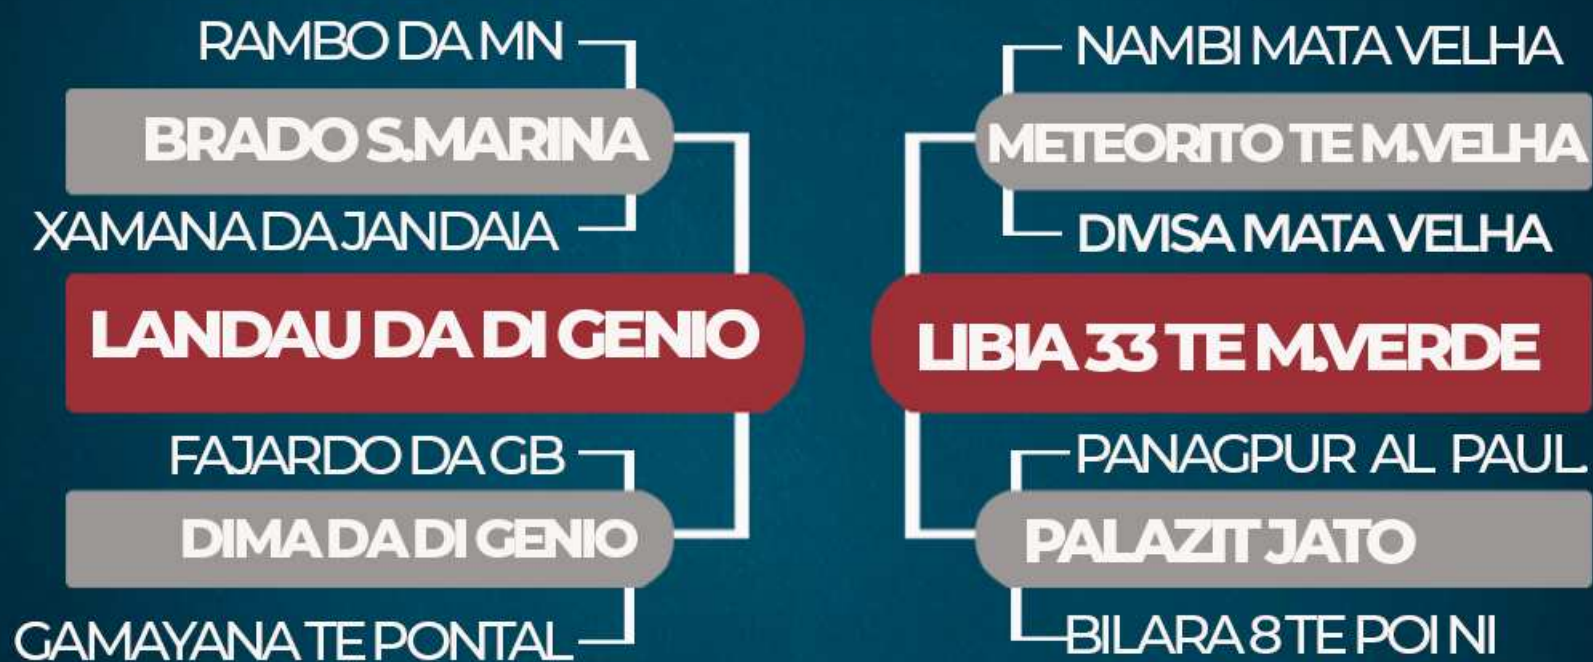 RAMBO DA MN
BRADO S.MARINA
XAMANA DA JANDAIA
LANDAU DA DI GENIO
FAJARDO DA GB
DIMA DA DI GENIO
GAMAYANA TE PONTAL
NAMBI MATA VELHA
METEORITO TE M.VELHA
DIVISA MATA VELHA
LIBIA 33 TE M.VERDE
PANAGPUR AL PAUL.
PALAZIT JATO
BILARA 8 TE POI NI